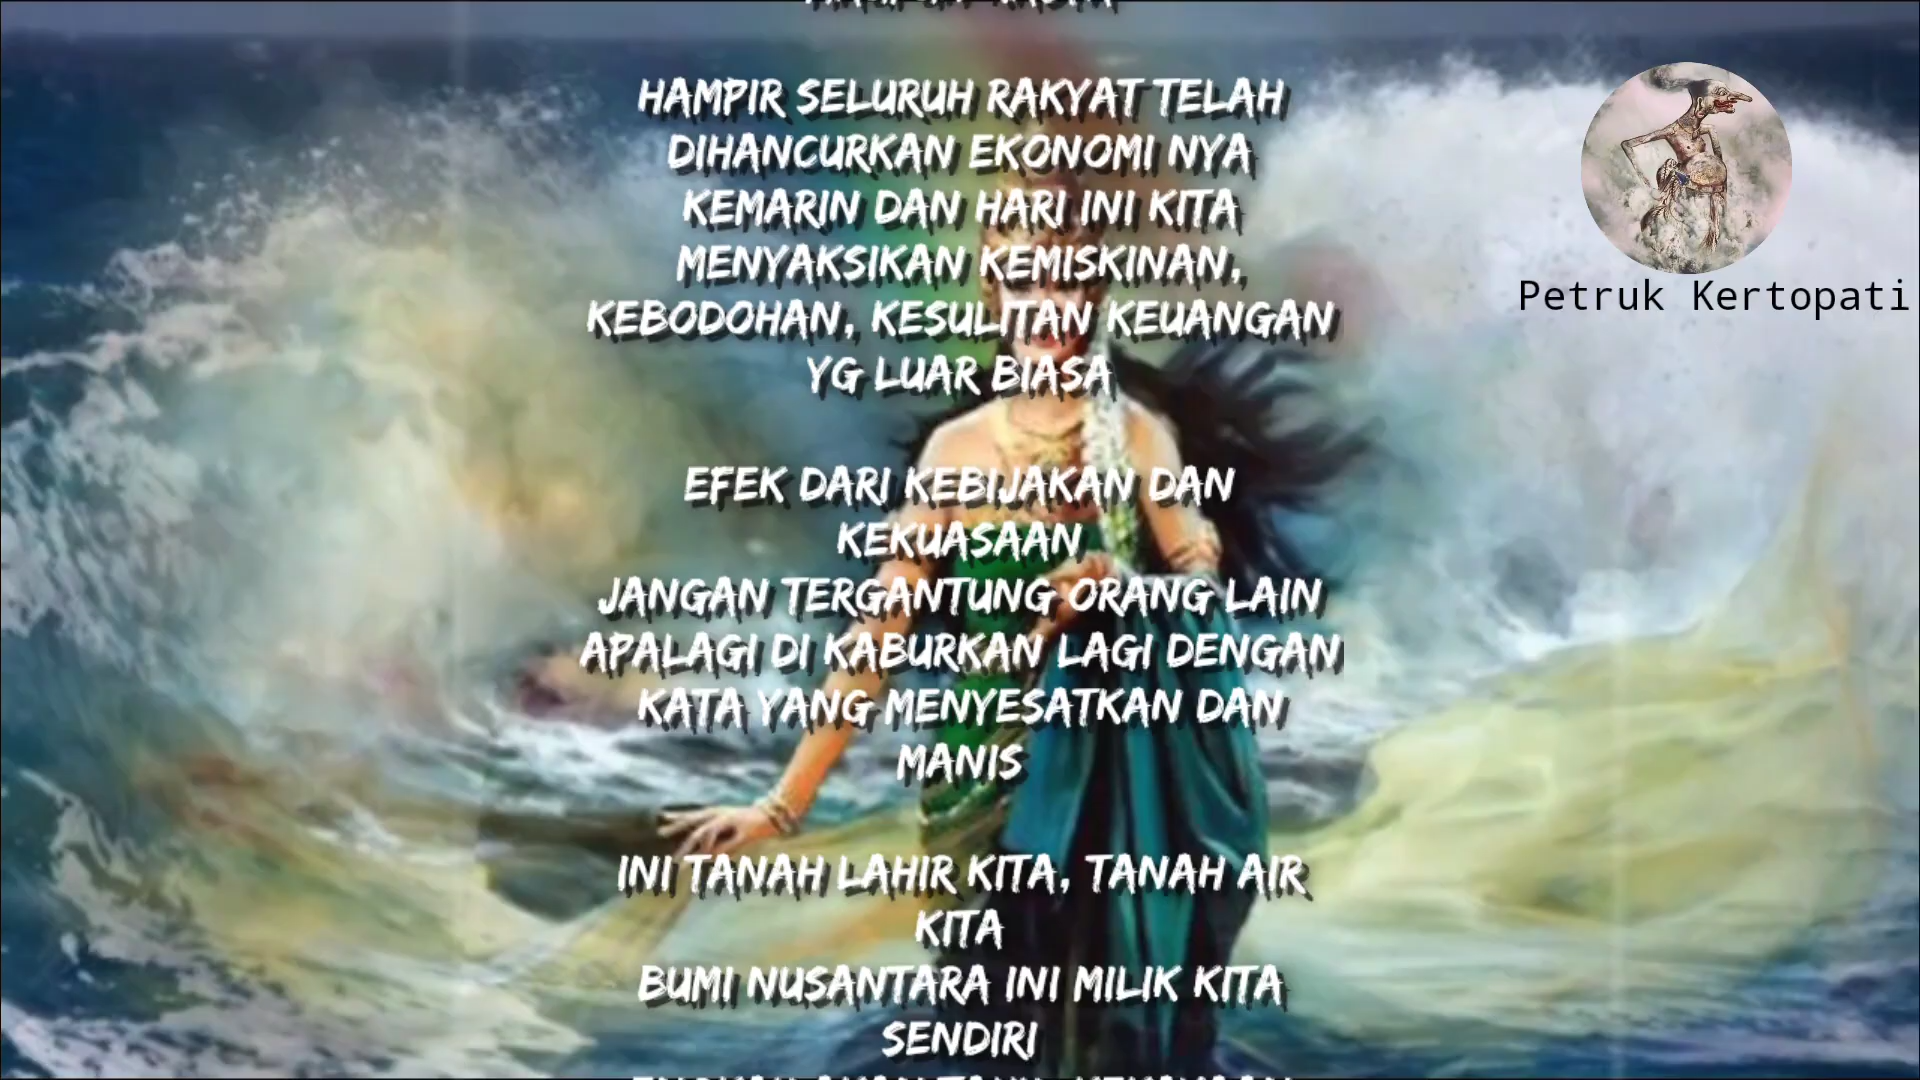 HAMPIR SELURUH RAKYAT TELAH
DIHANCURKAN EKONOMI NYA
KEMARIN DAN HARI INI KITA
MENYAKSIKAN KEMISKINAN,
KEBODOHAN, KESULITAN KEUANGAN
YG LUAR BIASA
EFEK DARI KEBIJAKAN DAN
KEKUASAAN
JANGAN TERGANTUNG ORANG LAIN
APALAGI DI KABURKAN LAGI DENGAN
KATA YANG MENYESATKAN DAN
MANIS
INI TANAH LAHIR KITA, TANAH AIR
KITA
BUMI NUSANTARA INI MILIK KITA
SENDIRI
Petruk Kertopati